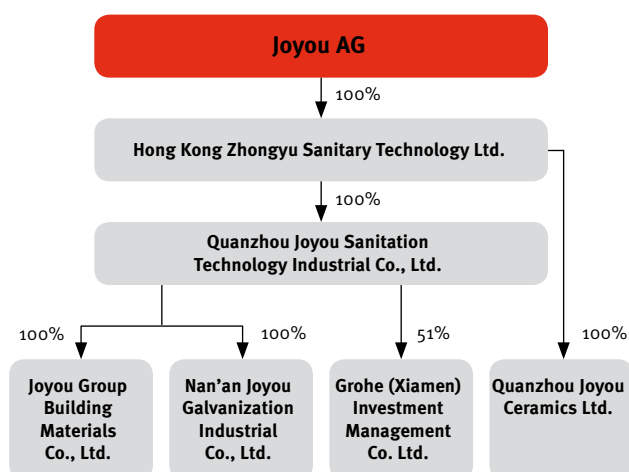 Joyou AG
100%
Hong Kong Zhongyu Sanitary Technology Ltd.
100%
Quanzhou Joyou Sanitation
Technology Industrial Co., Ltd.
100%
100%
51%
100%
Joyou Group
Building
Materials
Co., Ltd.
Nan'an Joyou
Galvanization
Industrial
Co., Ltd.
Grohe (Xiamen)
Investment
Management
Co. Ltd.
Quanzhou Joyou
Ceramics Ltd.